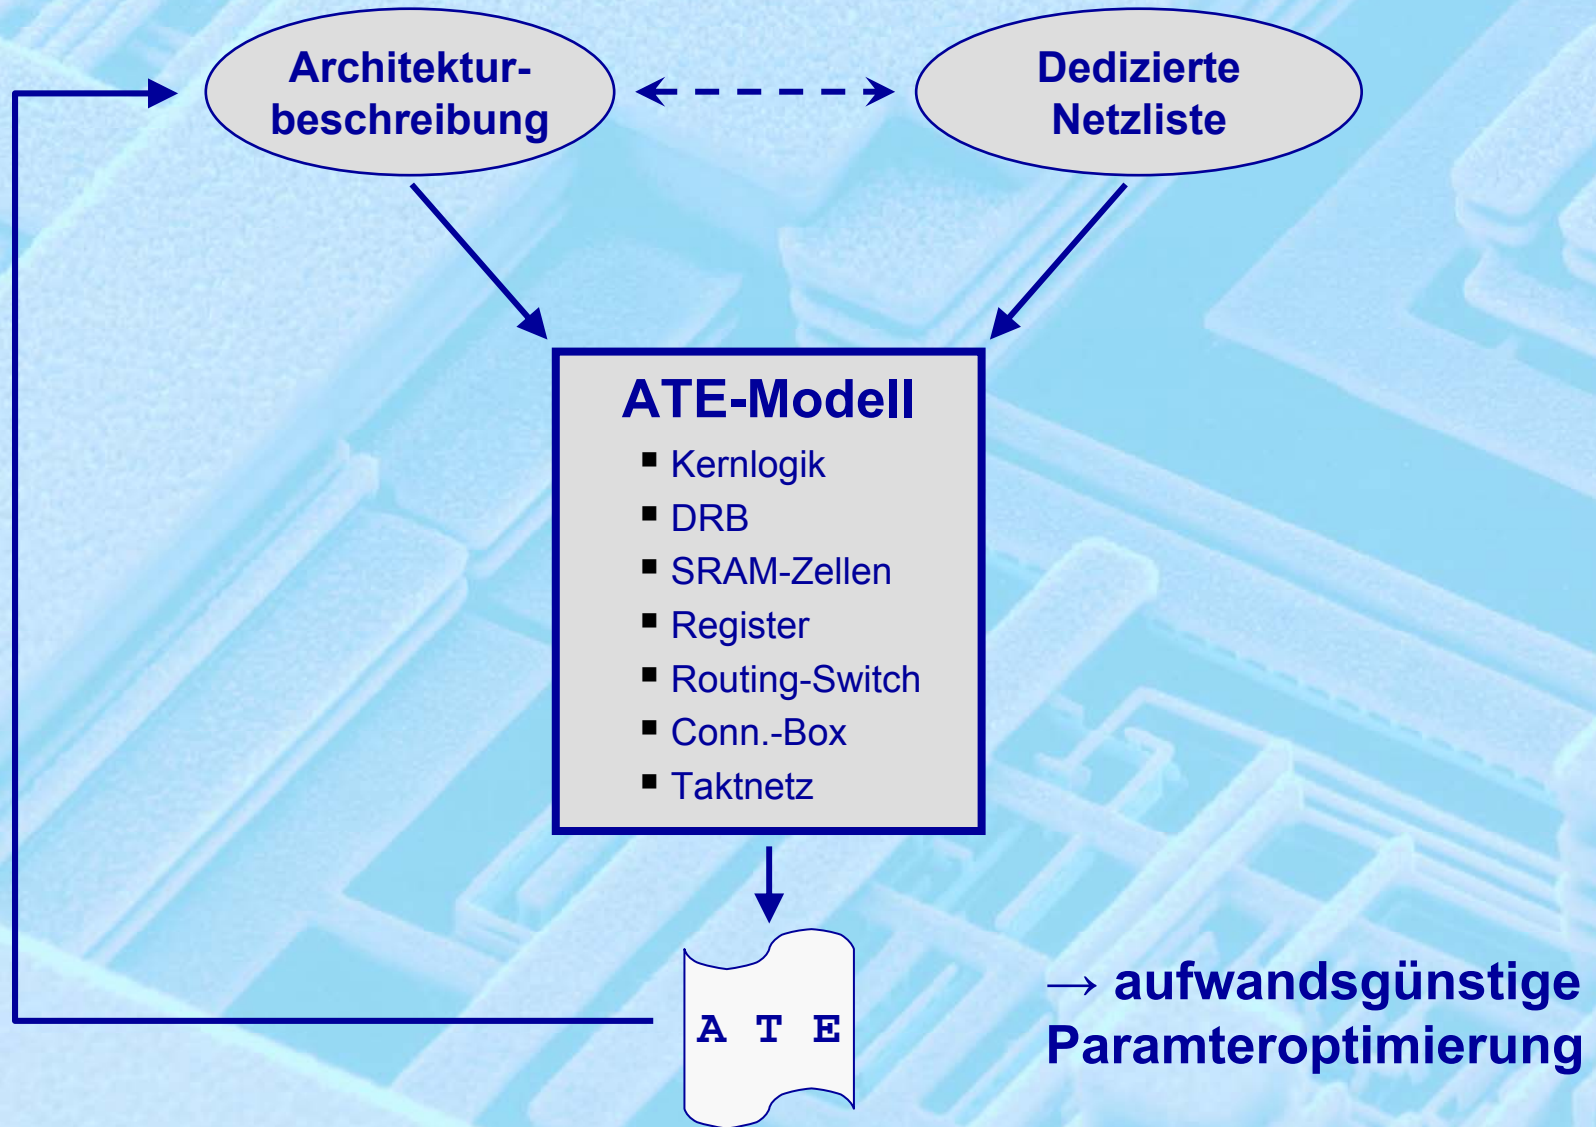 Architektur-
beschreibung
Dedizierte
Netzliste
ATE-Modell
▪ Kernlogik
▪ DRB
▪ SRAM-Zellen
▪ Register
▪ Routing-Switch
▪ Conn.-Box
▪ Taktnetz
A T E
→ aufwandsgünstige
Paramteroptimierung